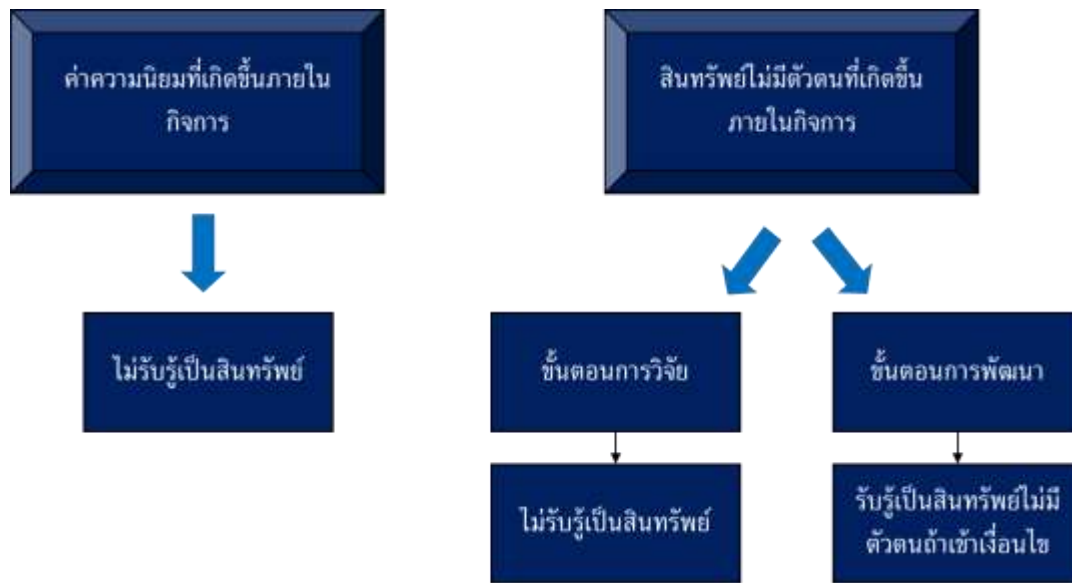 ค่าความนิยมที่เกิดขึ้นภายใน
กิจการ
สินทรัพย์ไม่มีตัวตนที่เกิดขึ้น
ภายในกิจการ
ไม่รับรู้เป็นสินทรัพย์
ขั้นตอนการวิจัย
ขั้นตอนการพัฒนา
ไม่รับรู้เป็นสินทรัพย์
รับรู้เป็นสินทรัพย์ไม่มี
ตัวตนถ้าเข้าเงื่อนไข